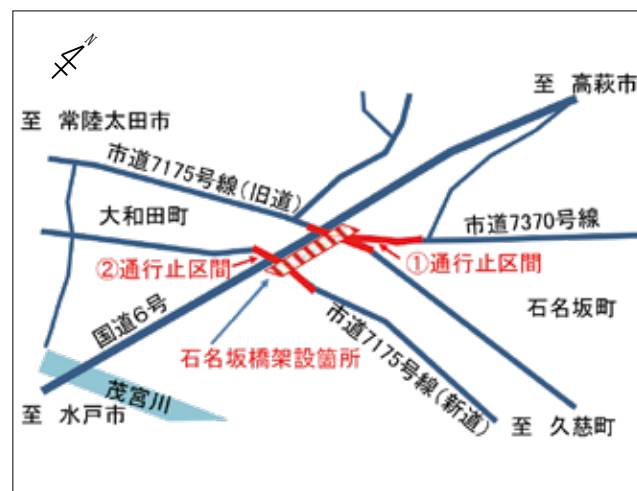 N
至 高萩市
至 常陸太田市
市道7175号線(旧道)
大和田町
市道7370号線
②通行止区間
①通行止区間
国道6号
石名坂町
石名坂橋架設箇所
市道7175号線(新道)
茂宮川
至 水戸市
至 久慈町